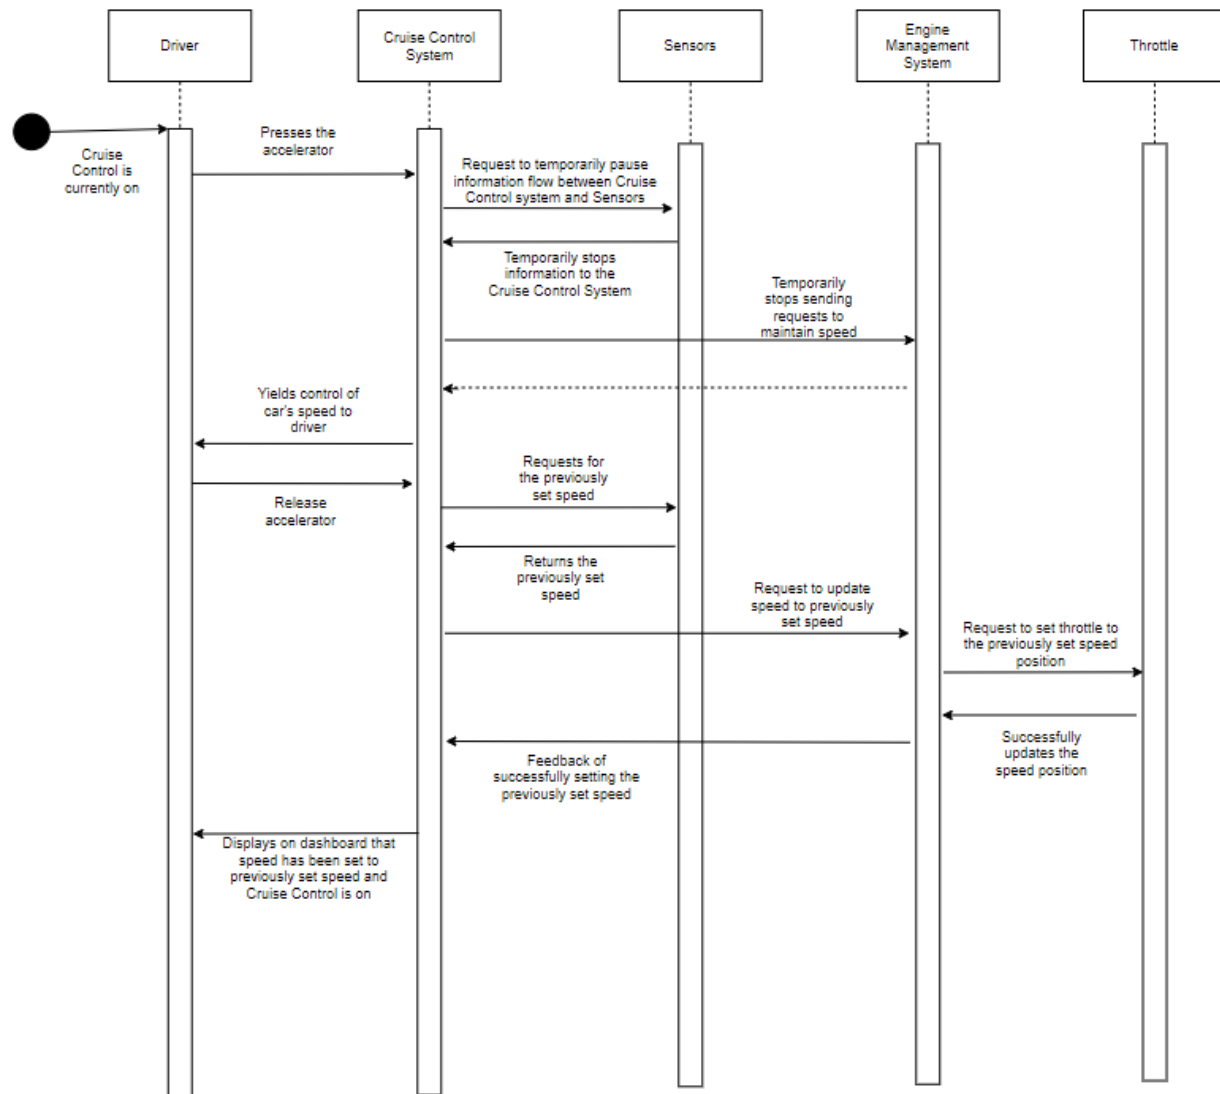 Driver
Cruise Control
System
Sensors
Engine
Management
System
Throttle
Cruise
Control is
currently on
Presses the
accelerator
Request to temporarily pause
information flow between Cruise
Control system and Sensors
Temporarily stops
information to the
Cruise Control System
Temporarily
stops sending
requests to
maintain speed
Yields control of
car's speed to
driver
Release
accelerator
Requests for
the previously
set speed
Returns the
previously set
speed
Request to update
speed to previously
set speed
Request to set throttle to
the previously set speed
position
Successfully
updates the
speed position
Feedback of
successfully setting the
previously set speed
Displays on dashboard that
speed has been set to
previously set speed and
Cruise Control is on